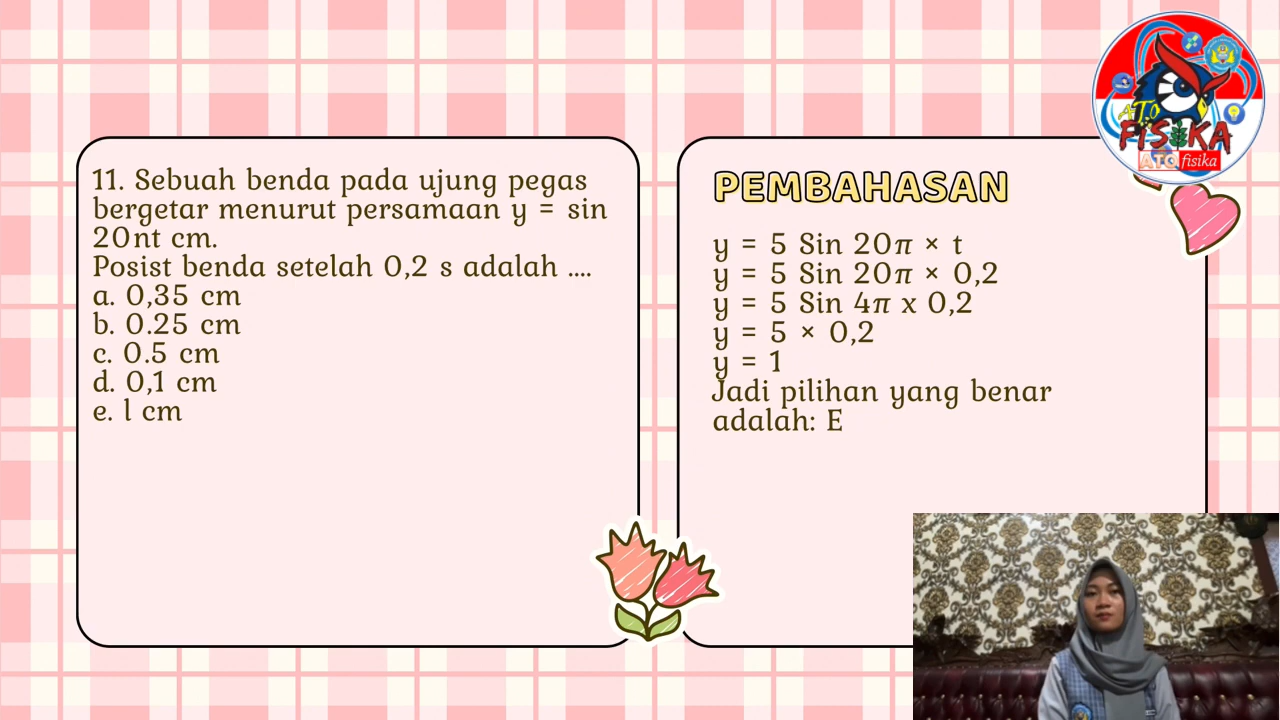 11. Sebuah benda pada ujung pegas
bergetar menurut persamaan y = sin
20nt cm.
Posist benda setelah 0,2 s adalah ....
a. 0,35 cm
b. 0.25 cm
c. 0.5 cm
d. 0,1 cm
e. l cm
PEMBAHASAN
y = 5 Sin 20π × t
y = 5 Sin 20π × 0,2
y = 5 Sin 4π x 0,2
y = 5 × 0,2
y = 1
Jadi pilihan yang benar
adalah: E
ATO
FISIKA
ATO fisika